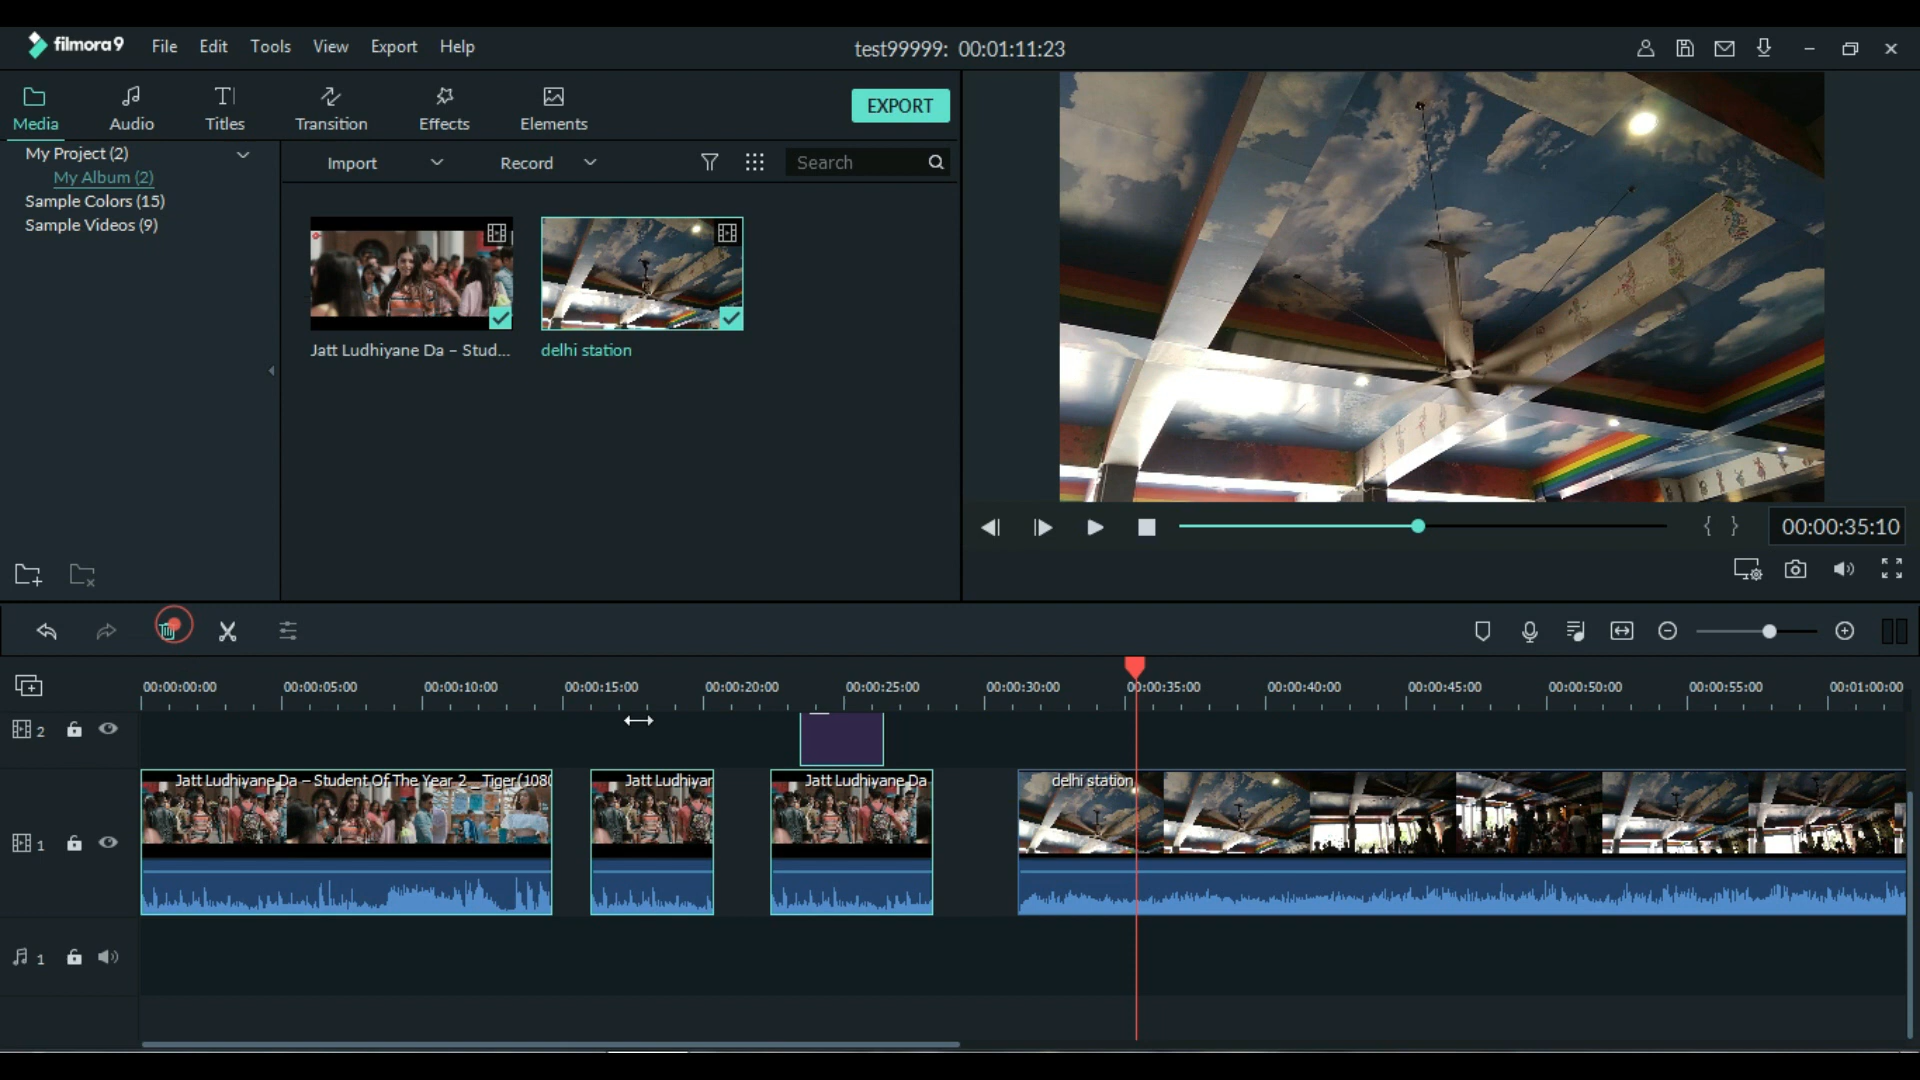 filmora9 File Edit Tools View Export Help test99999: 00:01:11:23
Media Audio Titles Transition Effects Elements EXPORT
My Project (2)
My Album (2)
Sample Colors (15)
Sample Videos (9)
Import Record Search
Jatt Ludhiyane Da – Stud... delhi station
{ } 00:00:35:10
00:00:00:00 00:00:05:00 00:00:10:00 00:00:15:00 00:00:20:00 00:00:25:00 00:00:30:00 00:00:35:00 00:00:40:00 00:00:45:00 00:00:50:00 00:00:55:00 00:01:00:00
2
Jatt Ludhiyane Da – Student Of The Year 2 _ Tiger(1080 Jatt Ludhiyan Jatt Ludhiyane Da delhi station
1
1